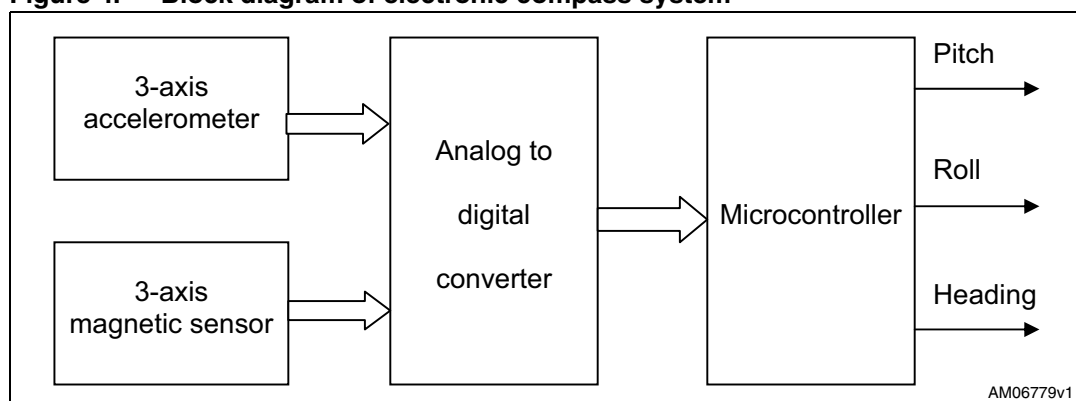 Figure 4. Block diagram of electronic compass system
3-axis
accelerometer
3-axis
magnetic sensor
Analog to
digital
converter
Microcontroller
Pitch
Roll
Heading
AM06779v1